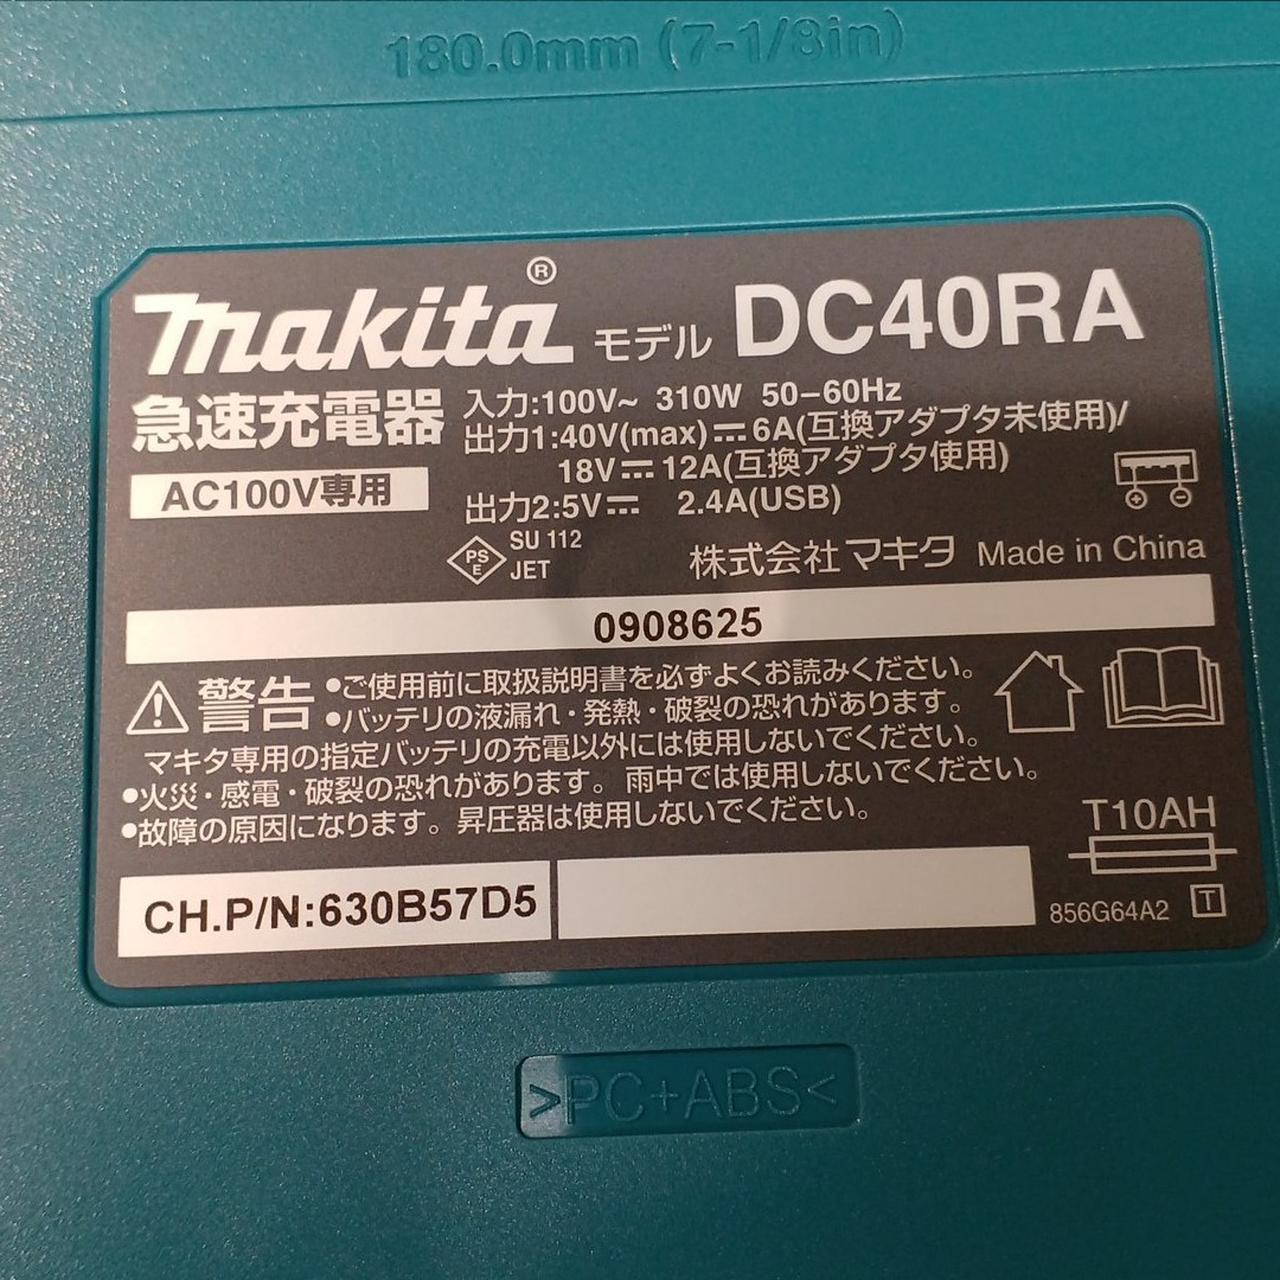 180.0mm (7-1/8in)
makita® モデル DC40RA
急速充電器
AC100V専用
入力:100V~ 310W 50-60Hz
出力1:40V(max)⎓6A(互換アダプタ未使用)/
18V⎓12A(互換アダプタ使用)
出力2:5V⎓ 2.4A(USB)
PSE
SU 112
JET
株式会社マキタ Made in China
0908625
⚠警告 •ご使用前に取扱説明書を必ずよくお読みください。
•バッテリの液漏れ・発熱・破裂の恐れがあります。
マキタ専用の指定バッテリの充電以外には使用しないでください。
•火災・感電・破裂の恐れがあります。雨中では使用しないでください。
•故障の原因になります。昇圧器は使用しないでください。
T10AH
CH.P/N:630B57D5
856G64A2 T
>PC+ABS<